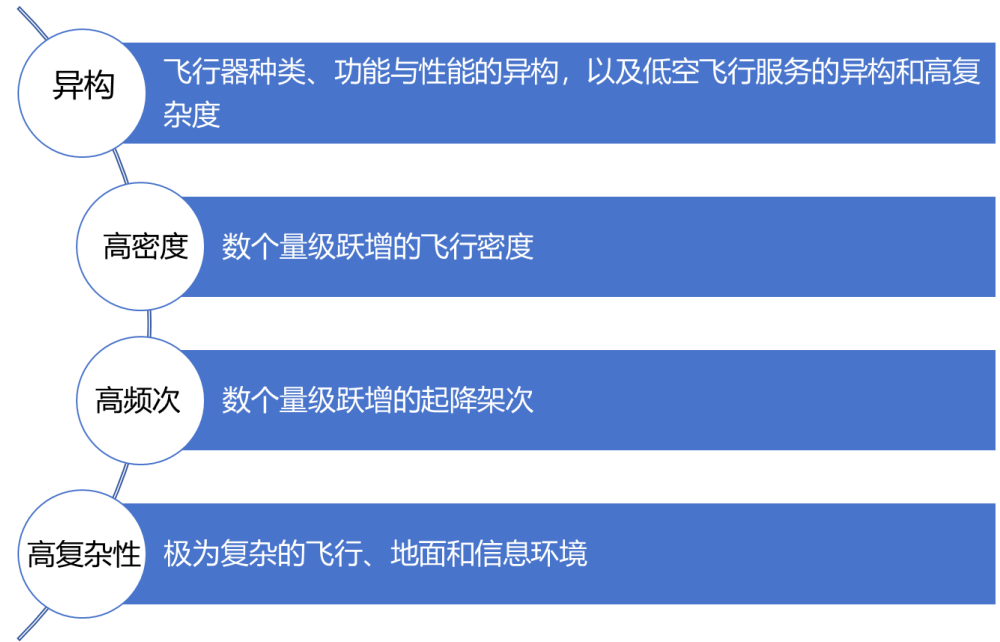 异构
飞行器种类、功能与性能的异构，以及低空飞行服务的异构和高复
杂度
高密度
数个量级跃增的飞行密度
高频次
数个量级跃增的起降架次
高复杂性
极为复杂的飞行、地面和信息环境